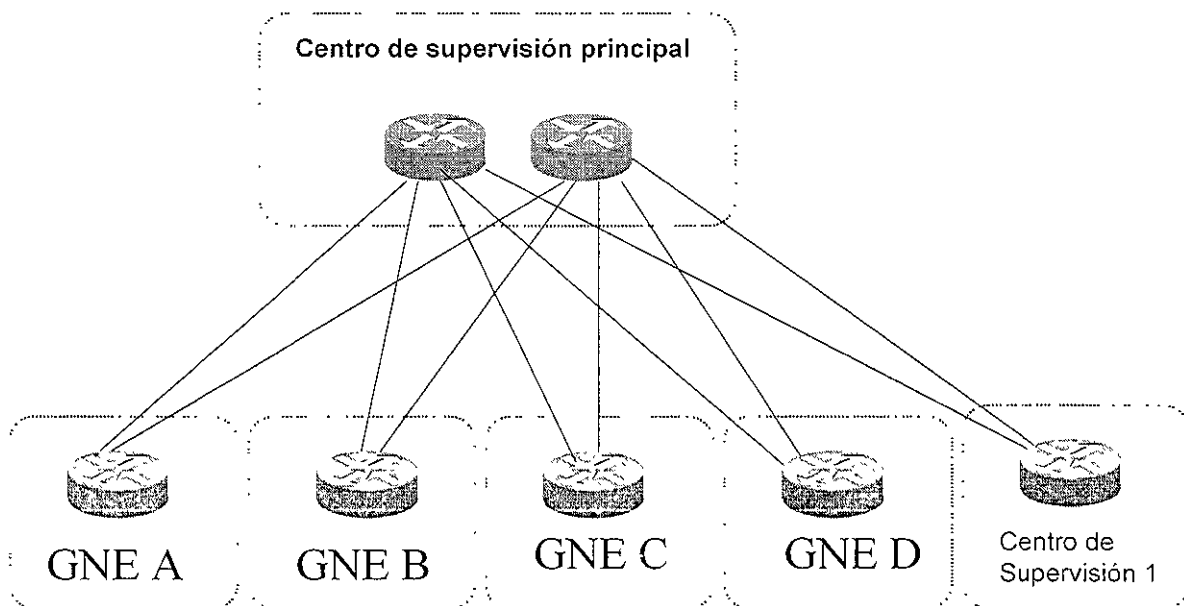 Centro de supervisión principal
GNE A
GNE B
GNE C
GNE D
Centro de
Supervisión 1